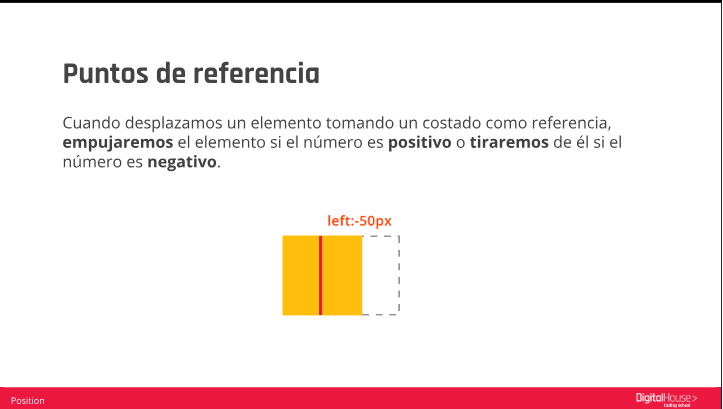 Puntos de referencia
Cuando desplazamos un elemento tomando un costado como referencia,
empujaremos el elemento si el número es positivo o tiraremos de él si el
número es negativo.
left:-50px
Position
DigitalHouse>
Coding School